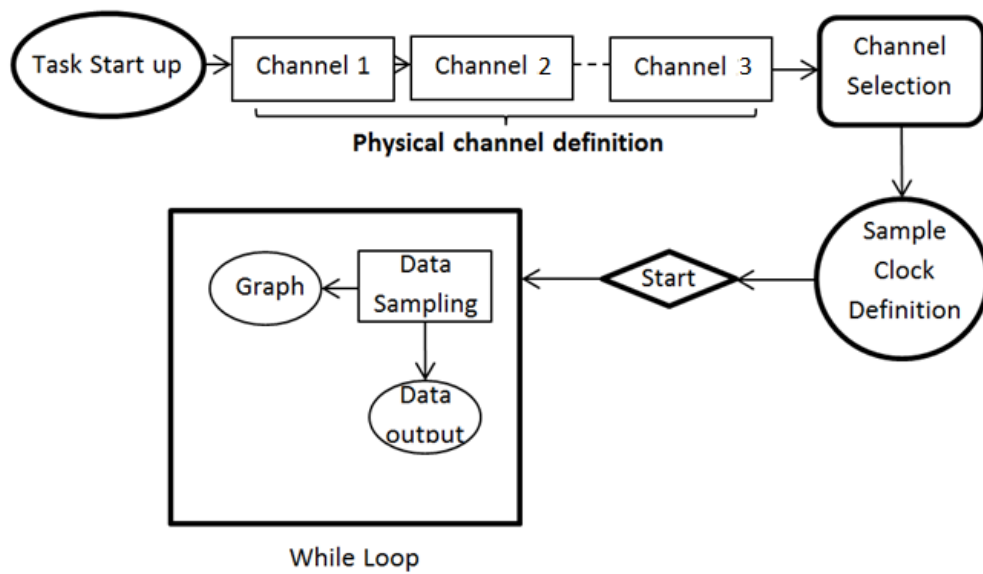 Task Start up
Channel 1
Channel 2
Channel 3
Channel
Selection
Physical channel definition
Sample
Clock
Definition
Start
Data
Sampling
Graph
Data
output
While Loop